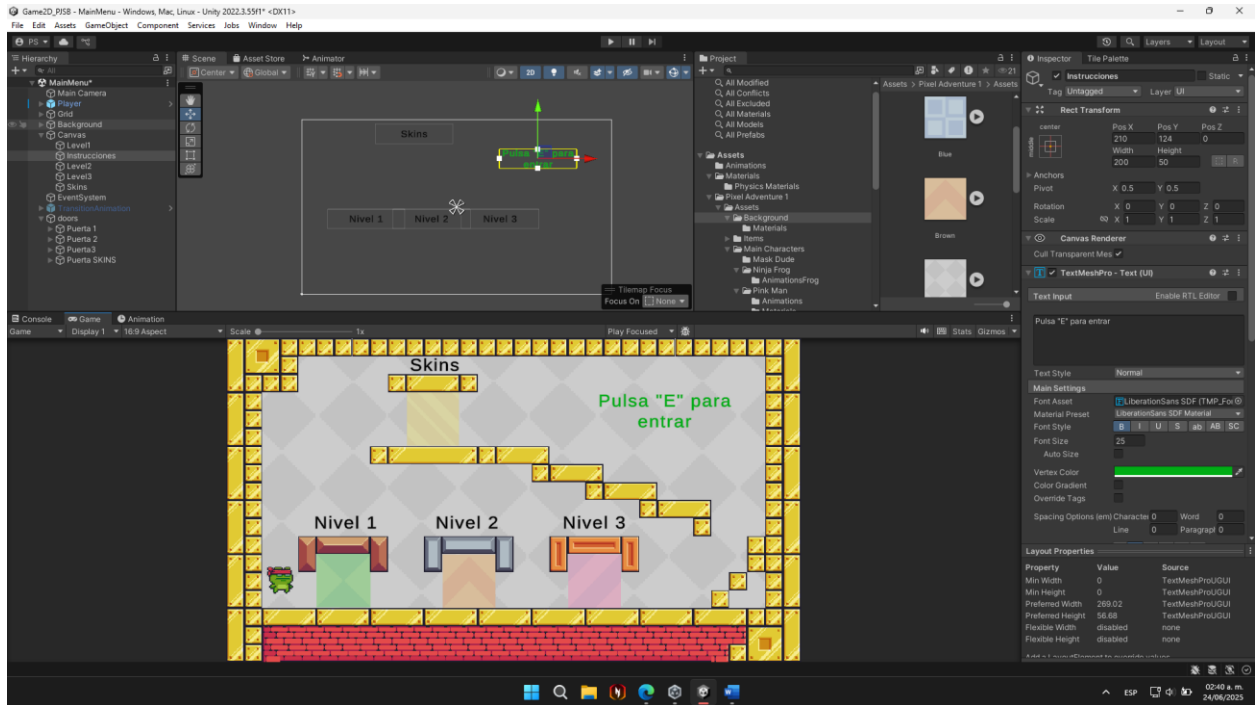 Game2D_PJSB - MainMenu - Windows, Mac, Linux - Unity 2022.3.55f1* <DX11>
File Edit Assets GameObject Component Services Jobs Window Help
PS
Layers Layout
Hierarchy
Scene Asset Store Animator
Project
Inspector Tile Palette
All
Center Global 2D
21
MainMenu*
Main Camera
Player
Grid
Background
Canvas
Level1
Instrucciones
Level2
Level3
Skins
EventSystem
TransitionAnimation
doors
Puerta 1
Puerta 2
Puerta3
Puerta SKINS
Skins
Pulsa "E" para
entrar
Nivel 1 Nivel 2 Nivel 3
Tilemap Focus
Focus On None
All Modified
All Conflicts
All Excluded
All Materials
All Models
All Prefabs
Assets
Animations
Materials
Physics Materials
Pixel Adventure 1
Assets
Background
Materials
Items
Main Characters
Mask Dude
Ninja Frog
AnimationsFrog
Pink Man
Animations
Assets > Pixel Adventure 1 > Assets
Blue
Brown
Instrucciones Static
Tag Untagged Layer UI
Rect Transform
center Pos X Pos Y Pos Z
middle 210 124 0
Width Height
200 50
R
Anchors
Pivot X 0.5 Y 0.5
Rotation X 0 Y 0 Z 0
Scale X 1 Y 1 Z 1
Canvas Renderer
Cull Transparent Mes
TextMeshPro - Text (UI)
Text Input Enable RTL Editor
Pulsa "E" para entrar
Text Style Normal
Main Settings
Font Asset LiberationSans SDF (TMP_Fo
Material Preset LiberationSans SDF Material
Font Style B I U S ab AB SC
Font Size 25
Auto Size
Vertex Color
Color Gradient
Override Tags
Spacing Options (em) Character 0 Word 0
Line 0 Paragraph 0
Layout Properties
Property Value Source
Min Width 0 TextMeshProUGUI
Min Height 0 TextMeshProUGUI
Preferred Width 269.02 TextMeshProUGUI
Preferred Height 56.68 TextMeshProUGUI
Flexible Width disabled none
Flexible Height disabled none
Add a LayoutElement to override values
Console Game Animation
Game Display 1 16:9 Aspect Scale 1x Play Focused Stats Gizmos
Skins
Pulsa "E" para
entrar
Nivel 1 Nivel 2 Nivel 3
ESP
02:40 a. m.
24/06/2025